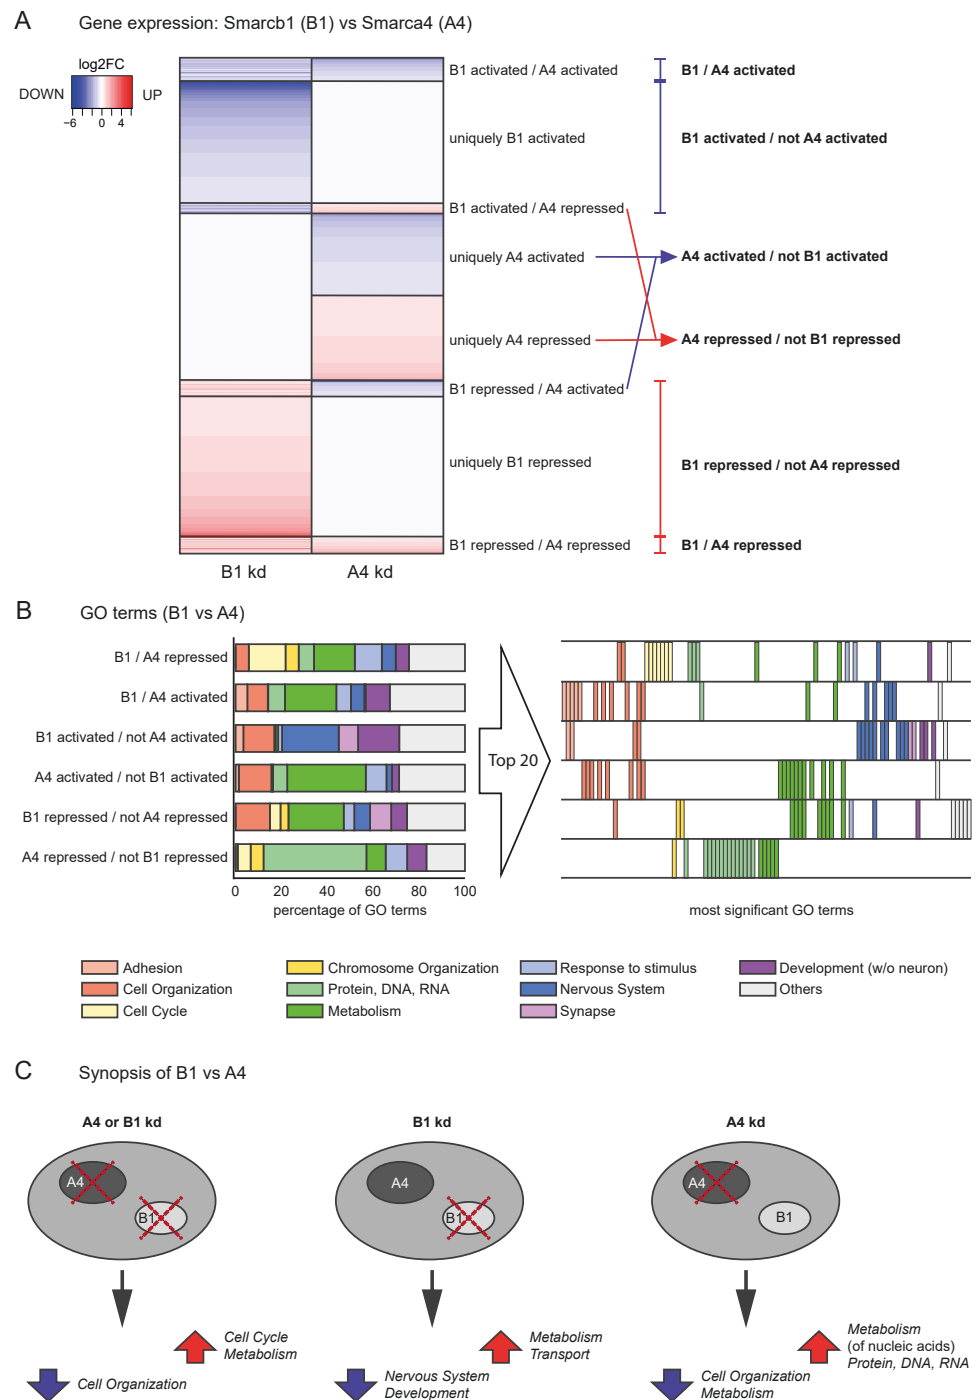 A Gene expression: Smarcb1 (B1) vs Smarca4 (A4)
log2FC
DOWN UP
−6 0 4
B1 activated / A4 activated
B1 / A4 activated
uniquely B1 activated
B1 activated / not A4 activated
B1 activated / A4 repressed
uniquely A4 activated
A4 activated / not B1 activated
uniquely A4 repressed
A4 repressed / not B1 repressed
B1 repressed / A4 activated
uniquely B1 repressed
B1 repressed / not A4 repressed
B1 repressed / A4 repressed
B1 / A4 repressed
B1 kd A4 kd
B GO terms (B1 vs A4)
B1 / A4 repressed
B1 / A4 activated
B1 activated / not A4 activated
A4 activated / not B1 activated
B1 repressed / not A4 repressed
A4 repressed / not B1 repressed
0 20 40 60 80 100
percentage of GO terms
Top 20
most significant GO terms
Adhesion
Cell Organization
Cell Cycle
Chromosome Organization
Protein, DNA, RNA
Metabolism
Response to stimulus
Nervous System
Synapse
Development (w/o neuron)
Others
C Synopsis of B1 vs A4
A4 or B1 kd
A4
B1
Cell Cycle
Metabolism
Cell Organization
B1 kd
A4
B1
Metabolism
Transport
Nervous System
Development
A4 kd
A4
B1
Metabolism
(of nucleic acids)
Protein, DNA, RNA
Cell Organization
Metabolism